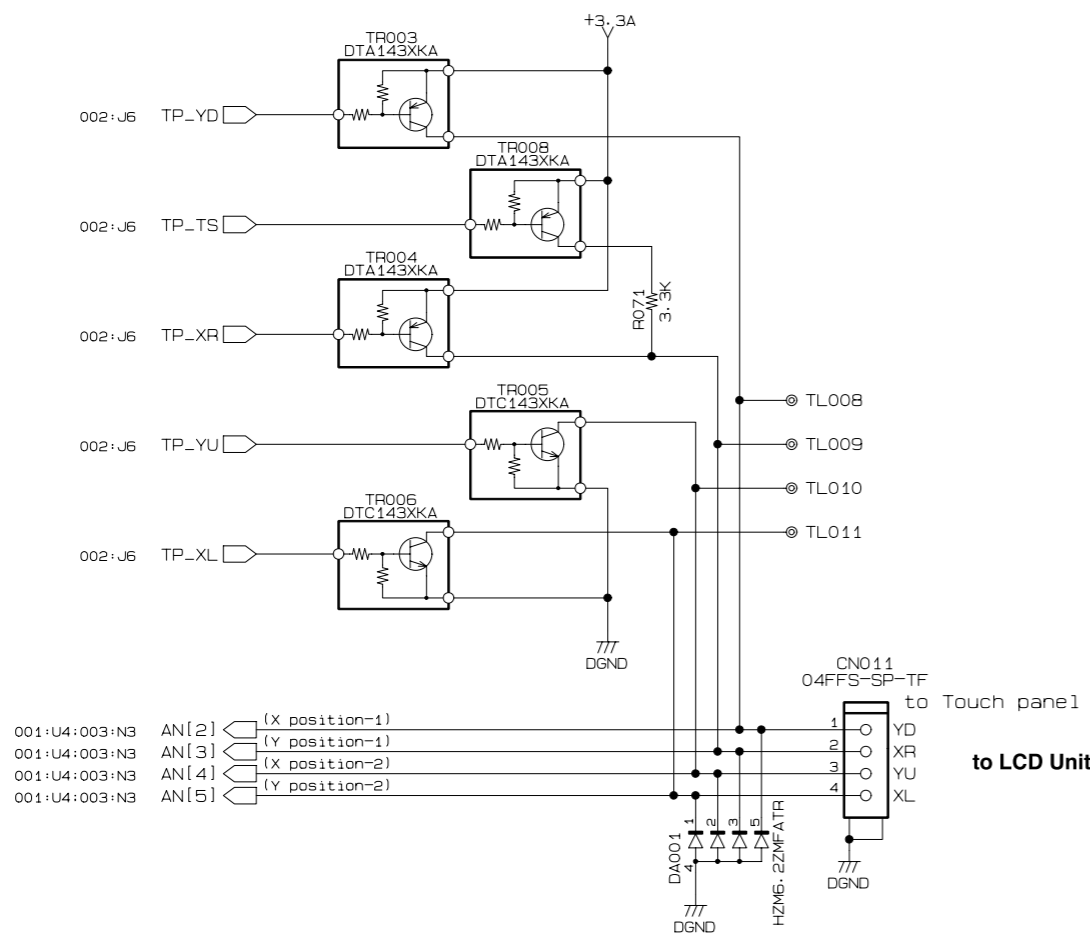 +3.3A
TR003
DTA143XKA
002:J6 TP_YD
TR008
DTA143XKA
002:J6 TP_TS
TR004
DTA143XKA
R071
3.3K
002:J6 TP_XR
TR005
DTC143XKA
TL008
002:J6 TP_YU
TL009
TL010
TR006
DTC143XKA
TL011
002:J6 TP_XL
DGND
CN011
04FFS-SP-TF
to Touch panel
001:U4:003:N3 AN[2] (X position-1) 1 YD
001:U4:003:N3 AN[3] (Y position-1) 2 XR
to LCD Unit
001:U4:003:N3 AN[4] (X position-2) 3 YU
001:U4:003:N3 AN[5] (Y position-2) 4 XL
DA001
1 2 3 5
4
HZM6.2ZMFATR
DGND
DGND